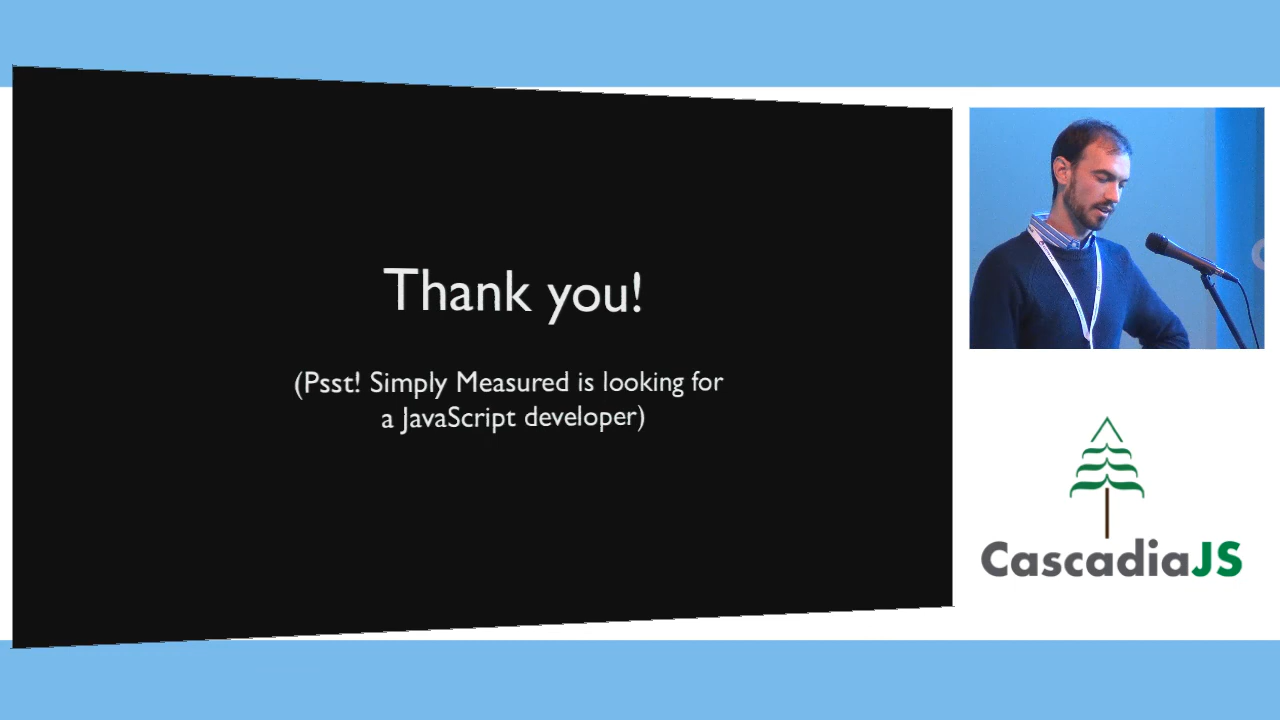 Thank you!
(Psst! Simply Measured is looking for
a JavaScript developer)
CascadiaJS